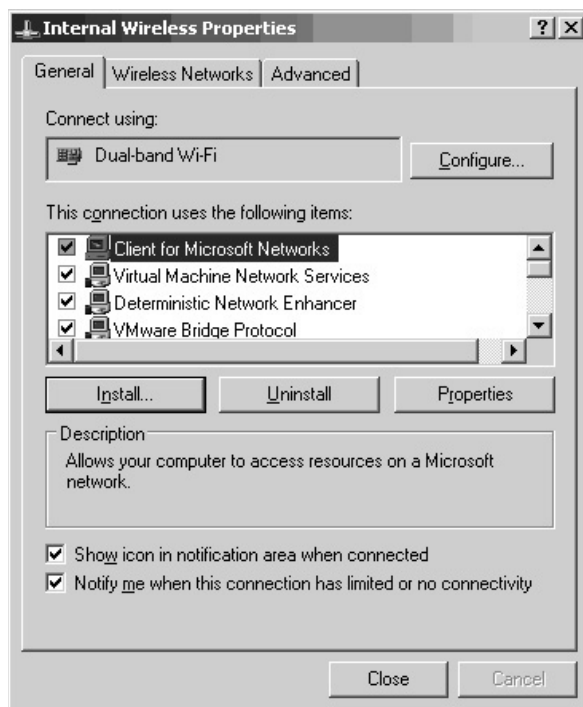 Internal Wireless Properties
General Wireless Networks Advanced
Connect using:
Dual-band Wi-Fi Configure...
This connection uses the following items:
Client for Microsoft Networks
Virtual Machine Network Services
Deterministic Network Enhancer
VMware Bridge Protocol
Install... Uninstall Properties
Description
Allows your computer to access resources on a Microsoft
network.
Show icon in notification area when connected
Notify me when this connection has limited or no connectivity
Close Cancel